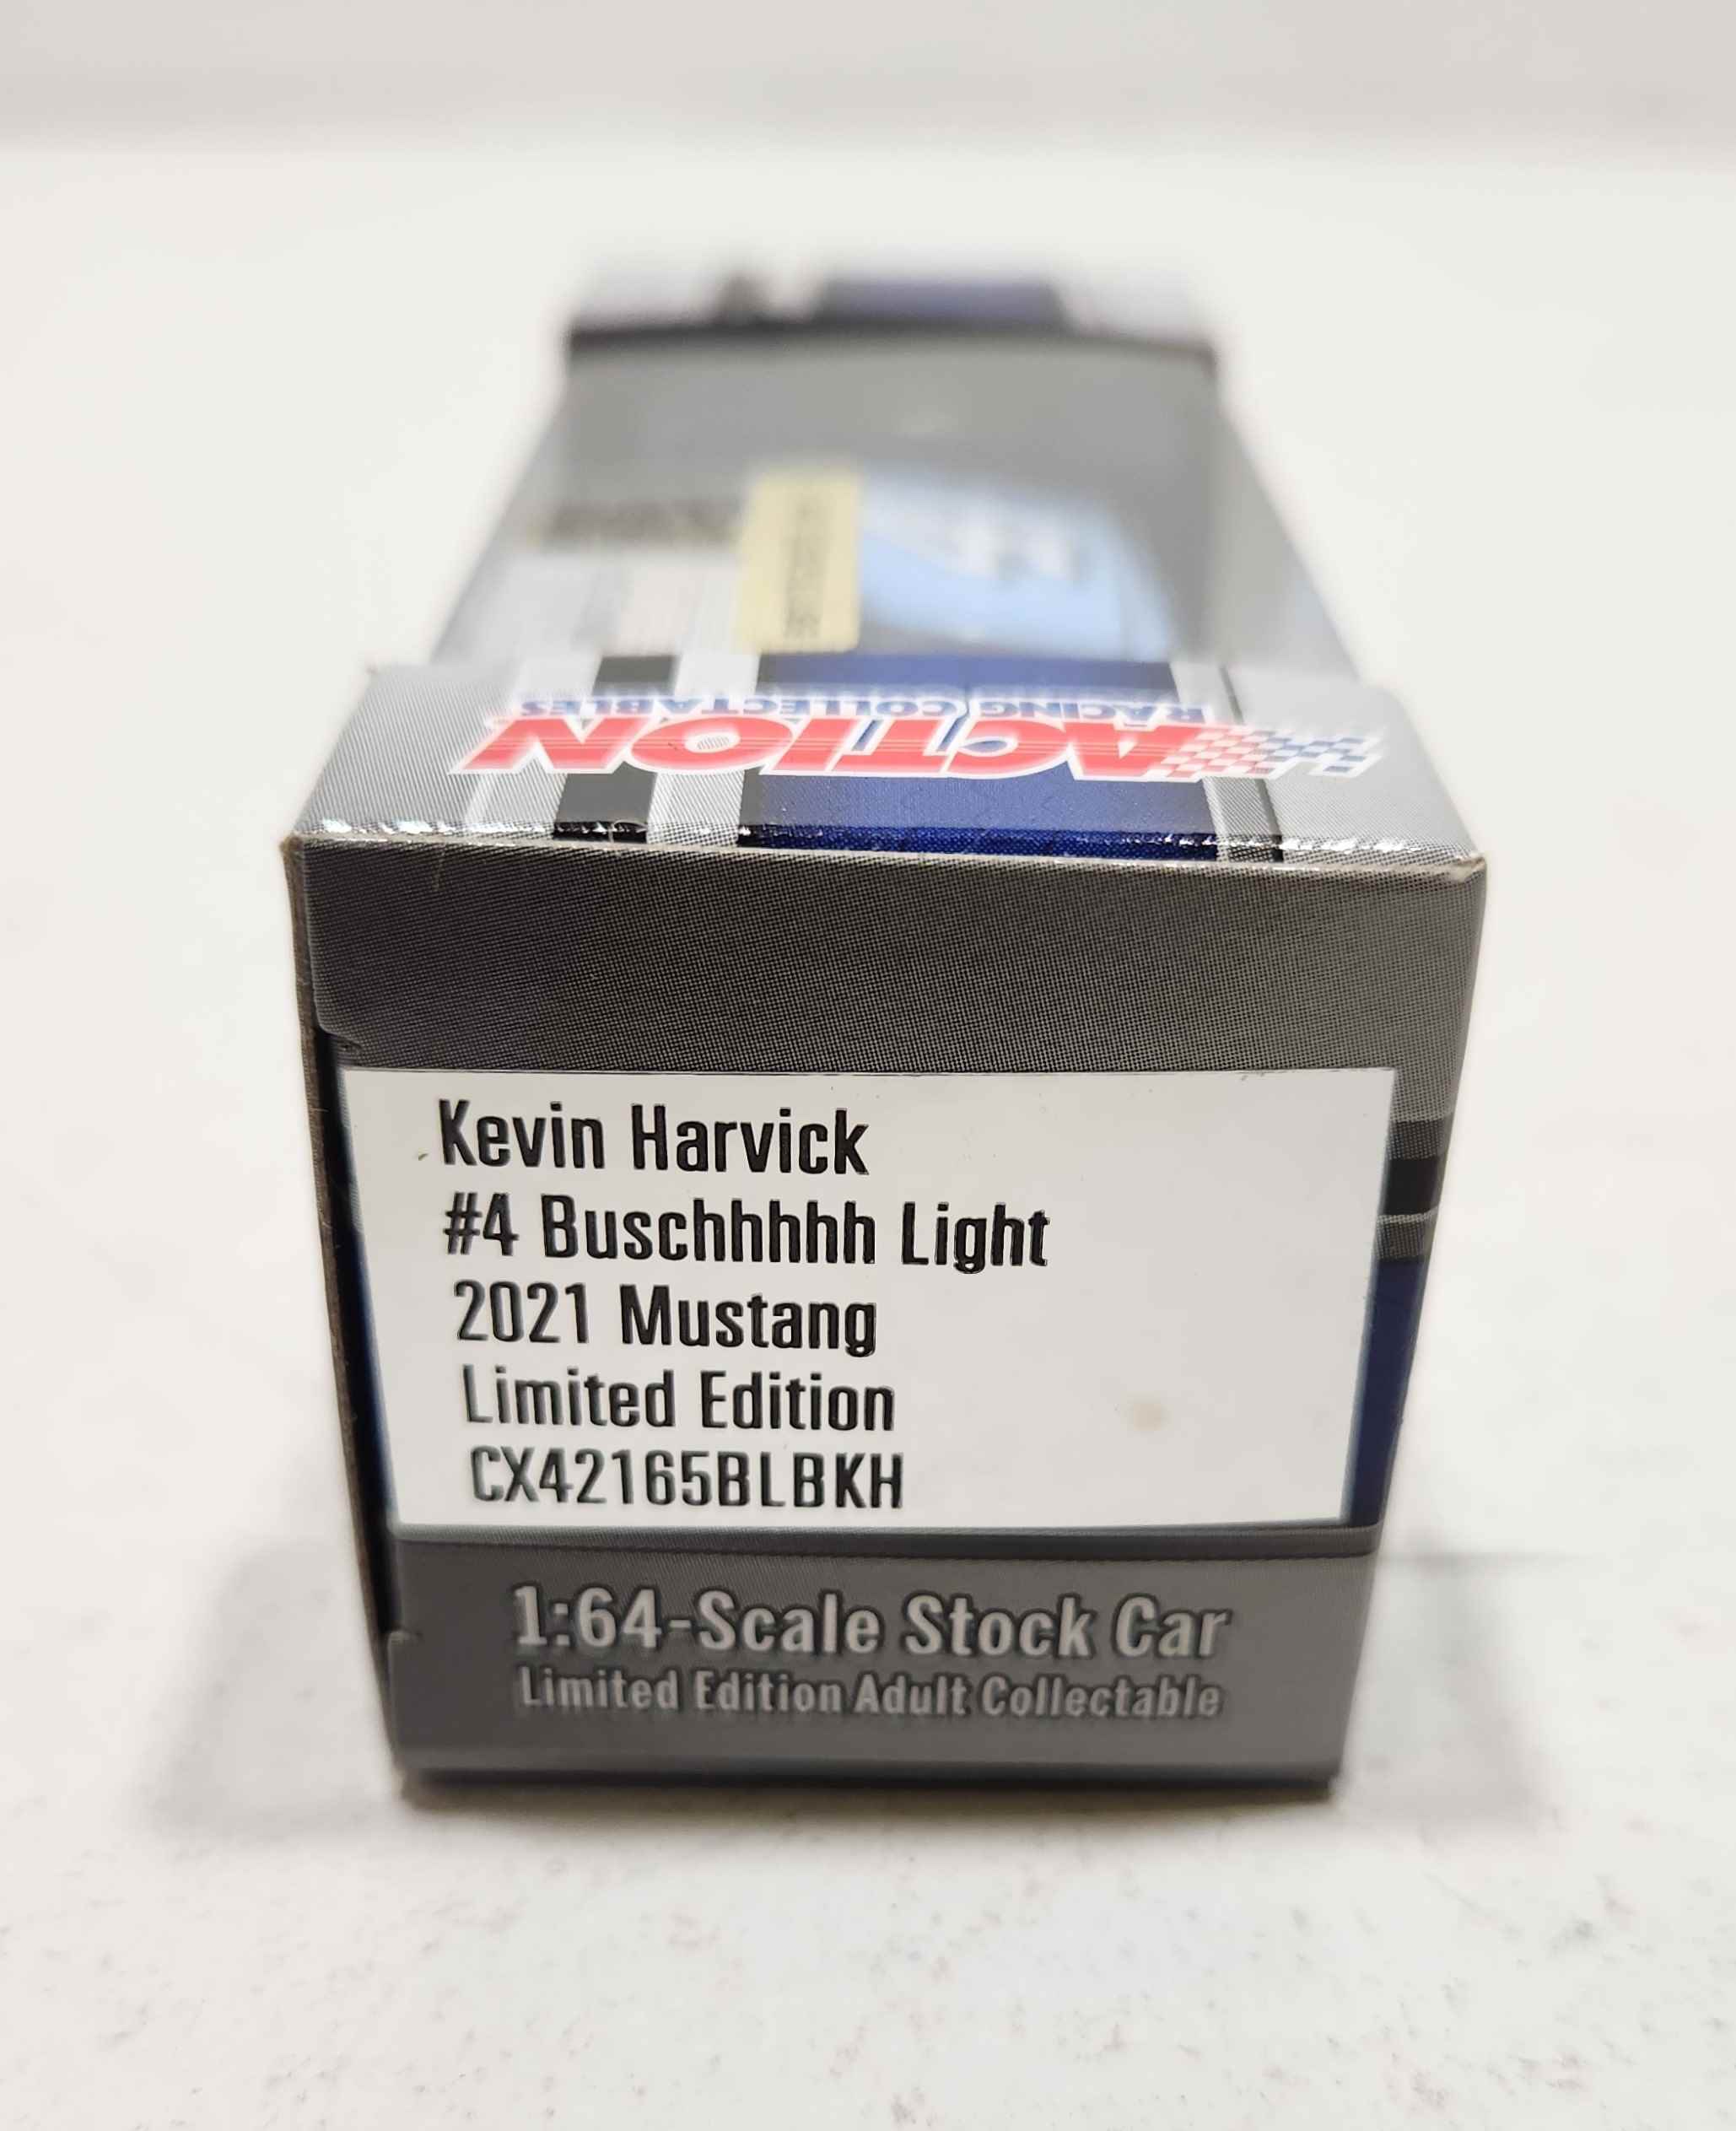 ACTION
RACING COLLECTABLES
Kevin Harvick
#4 Buschhhhh Light
2021 Mustang
Limited Edition
CX42165BLBKH
1:64-Scale Stock Car
Limited Edition Adult Collectable